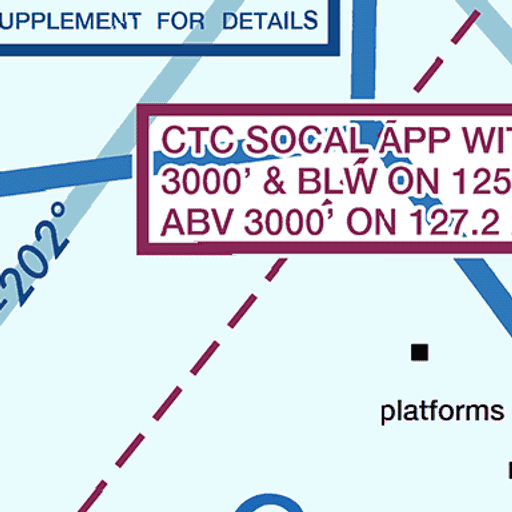 UPPLEMENT FOR DETAILS
CTC SOCAL APP WIT
3000' & BLW ON 125
ABV 3000' ON 127.2
202°
platforms